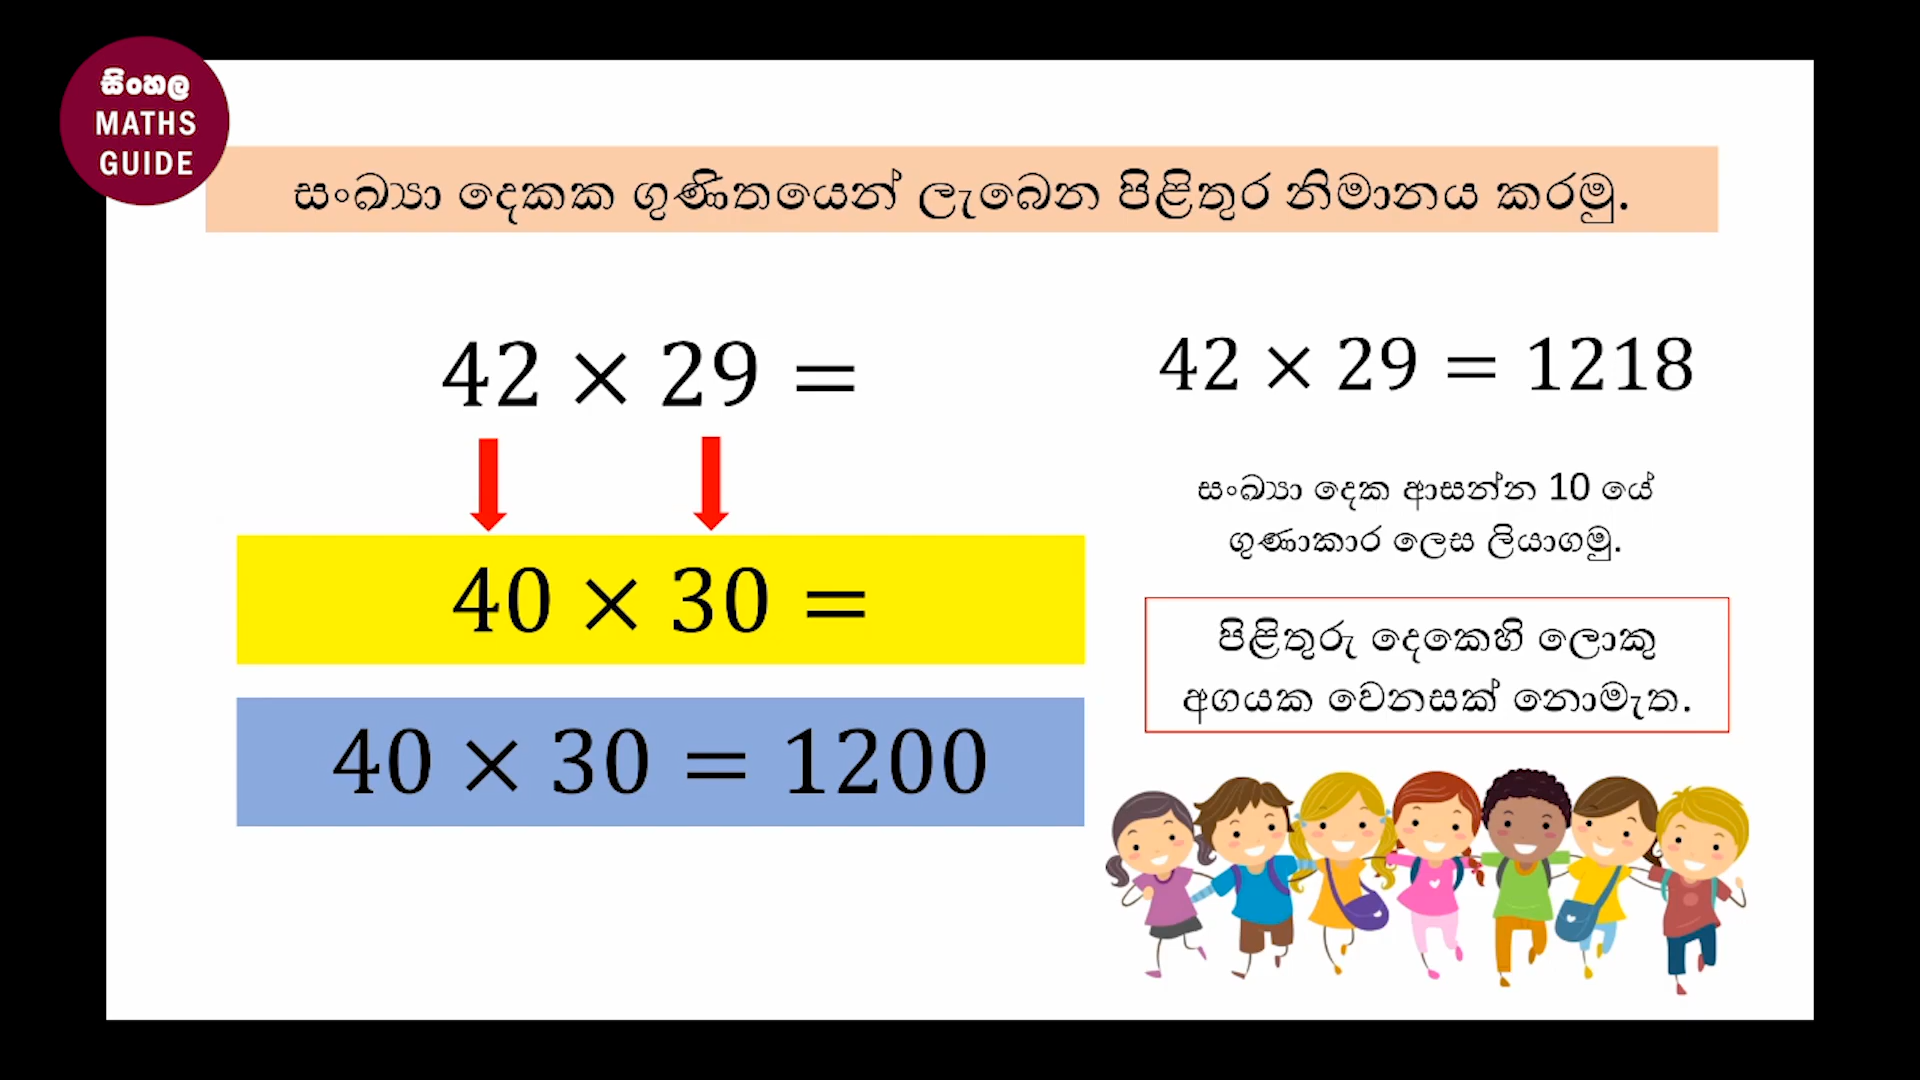 සිංහල
MATHS
GUIDE
සංඛ්‍යා දෙකක ගුණිතයෙන් ලැබෙන පිළිතුර නිමානය කරමු.
42 × 29 =
40 × 30 =
40 × 30 = 1200
42 × 29 = 1218
සංඛ්‍යා දෙක ආසන්න 10 යේ
ගුණාකාර ලෙස ලියාගමු.
පිළිතුරු දෙකෙහි ලොකු
අගයක වෙනසක් නොමැත.